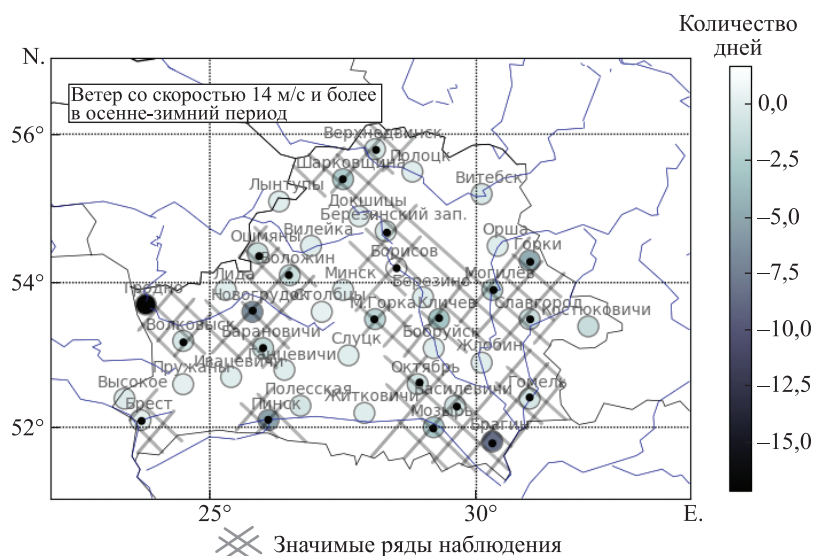 Количество
дней
N.
Ветер со скоростью 14 м/с и более
в осенне-зимний период
56°
54°
52°
Верхнедвинск
Шарковщина
Полоцк
Лынтупы
Витебск
Докшицы
Березинский зап.
Ошмяны
Вилейка
Орша
Борисов
Горки
Воложин
Лида
Минск
Березино
Могилев
Гродно
Новогрудок
Столбцы
М.Горка
Кличев
Славгород
Костюковичи
Волковыск
Барановичи
Слуцк
Бобруйск
Жлобин
Ганцевичи
Ивацевичи
Пружаны
Октябрь
Высокое
Полесская
Житковичи
Василевичи
Гомель
Брест
Пинск
Мозырь
Брагин
25°
30°
E.
0,0
–2,5
–5,0
–7,5
–10,0
–12,5
–15,0
Значимые ряды наблюдения